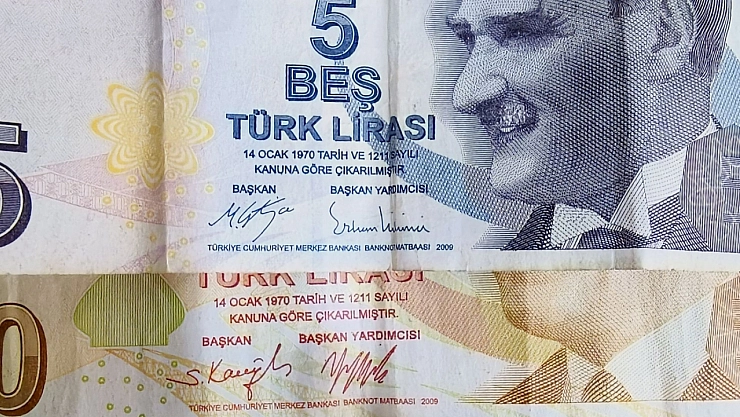 5
BEŞ
TÜRK LİRASI
14 OCAK 1970 TARİH VE 1211 SAYILI
KANUNA GÖRE ÇIKARILMIŞTIR.
BAŞKAN BAŞKAN YARDIMCISI
TÜRKİYE CUMHURİYET MERKEZ BANKASI BANKNOT MATBAASI 2009
5
TÜRK LİRASI
14 OCAK 1970 TARİH VE 1211 SAYILI
KANUNA GÖRE ÇIKARILMIŞTIR.
BAŞKAN BAŞKAN YARDIMCISI
TÜRKİYE CUMHURİYET MERKEZ BANKASI BANKNOT MATBAASI 2009
0